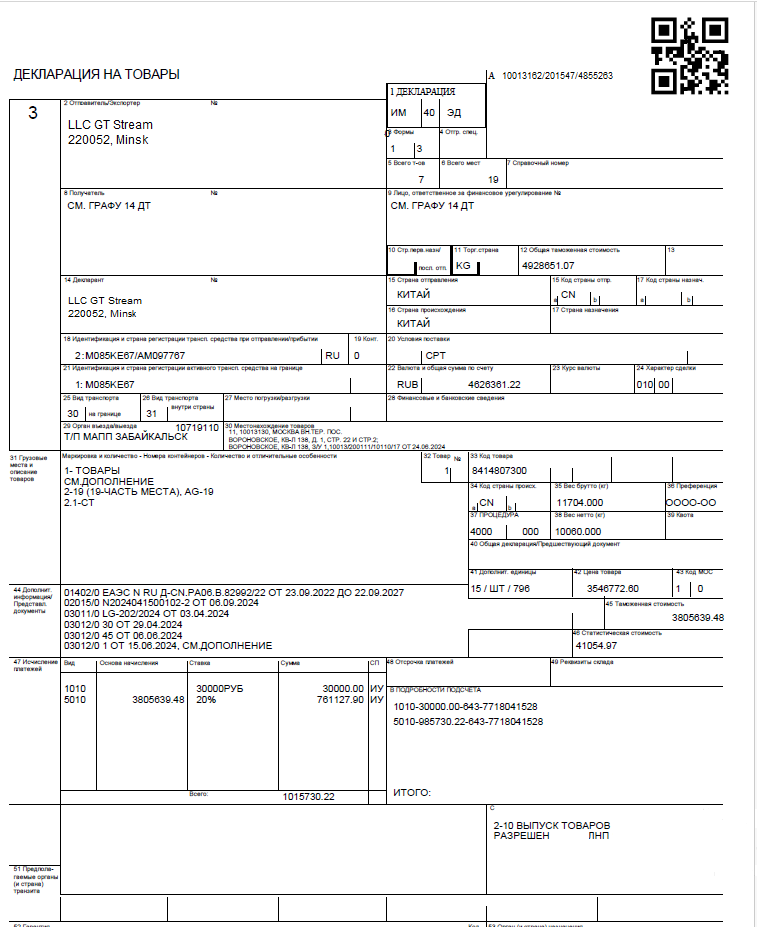 ДЕКЛАРАЦИЯ НА ТОВАРЫ
A 10013162/201547/4855263
1 ДЕКЛАРАЦИЯ
ИМ 40 ЭД
3
2 Отправитель/Экспортер №
LLC GT Stream
220052, Minsk
3 Формы 4 Отгр. спец.
1 3
5 Всего т-ов 6 Всего мест 7 Справочный номер
7 19
8 Получатель № 9 Лицо, ответственное за финансовое урегулирование №
СМ. ГРАФУ 14 ДТ СМ. ГРАФУ 14 ДТ
10 Стр.перв.назн/ 11 Торг.страна 12 Общая таможенная стоимость 13
посл. отп. KG 4928651.07
14 Декларант № 15 Страна отправления 15 Код страны отпр. 17 Код страны назнач.
LLC GT Stream КИТАЙ a CN b a b
220052, Minsk
16 Страна происхождения 17 Страна назначения
КИТАЙ
18 Идентификация и страна регистрации трансп. средства при отправлении/прибытии 19 Конт. 20 Условия поставки
2: M085KE67/AM097767 RU 0 CPT
21 Идентификация и страна регистрации активного трансп. средства на границе 22 Валюта и общая сумма по счету 23 Курс валюты 24 Характер сделки
1: M085KE67 RUB 4626361.22 010 00
25 Вид транспорта 26 Вид транспорта 27 Место погрузки/разгрузки 28 Финансовые и банковские сведения
30 на границе 31 внутри страны
29 Орган въезда/выезда 10719110 30 Местонахождение товаров
Т/П МАПП ЗАБАЙКАЛЬСК 11, 10013130, МОСКВА ВН.ТЕР. ПОС.
ВОРОНОВСКОЕ, КВ-Л 138, Д. 1, СТР. 22 И СТР.2;
ВОРОНОВСКОЕ, КВ-Л 138, З/У 1,10013/200111/10110/17 ОТ 24.06.2024
31 Грузовые места и описание товаров Маркировка и количество - Номера контейнеров - Количество и отличительные особенности 32 Товар № 33 Код товара
1- ТОВАРЫ 1 8414807300
СМ.ДОПОЛНЕНИЕ
2-19 (19-ЧАСТЬ МЕСТА), AG-19
2.1-СТ
34 Код страны происх. 35 Вес брутто (кг) 36 Преференция
a CN b 11704.000 ОООО-ОО
37 ПРОЦЕДУРА 38 Вес нетто (кг) 39 Квота
4000 000 10060.000
40 Общая декларация/Предшествующий документ
41 Дополнит. единицы 42 Цена товара 43 Код МОС
15 / ШТ / 796 3546772.60 1 0
44 Дополнит. информация/ Представл. документы
01402/0 ЕАЭС N RU Д-CN.РА06.В.82992/22 ОТ 23.09.2022 ДО 22.09.2027
02015/0 N2024041500102-2 ОТ 06.09.2024
03011/0 LG-202/2024 ОТ 03.04.2024
03012/0 30 ОТ 29.04.2024
03012/0 45 ОТ 06.06.2024
03012/0 1 ОТ 15.06.2024, СМ.ДОПОЛНЕНИЕ
45 Таможенная стоимость
3805639.48
46 Статистическая стоимость
41054.97
47 Исчисление платежей Вид Основа начисления Ставка Сумма СП 48 Отсрочка платежей 49 Реквизиты склада
1010 30000РУБ 30000.00 ИУ
5010 3805639.48 20% 761127.90 ИУ
В ПОДРОБНОСТИ ПОДСЧЕТА
1010-30000.00-643-7718041528
5010-985730.22-643-7718041528
Всего: 1015730.22 ИТОГО:
C
2-10 ВЫПУСК ТОВАРОВ
РАЗРЕШЕН ЛНП
51 Предпола-
гаемые органы
(и страна)
транзита
52 Гарантия Код 53 Орган (и страна) назначения